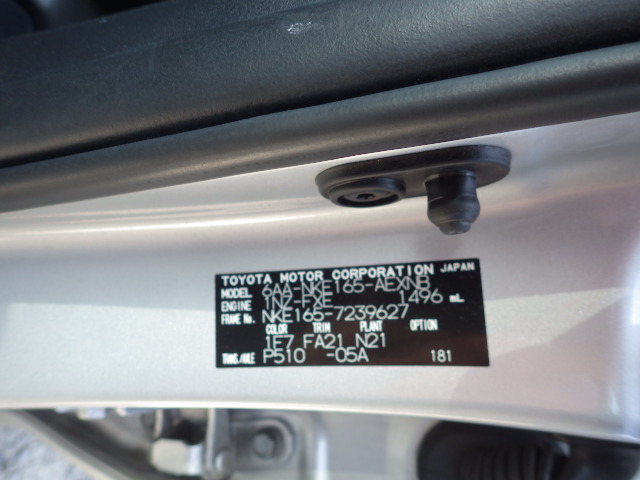 TOYOTA MOTOR CORPORATION JAPAN
MODEL 6AA-NKE165-AEXNB
ENGINE 1NZ-FXE 1496 mL
FRAME No. NKE165-7239627
COLOR TRIM PLANT OPTION
1E7 FA21 N21
TRANS/AXLE P510 -05A 181